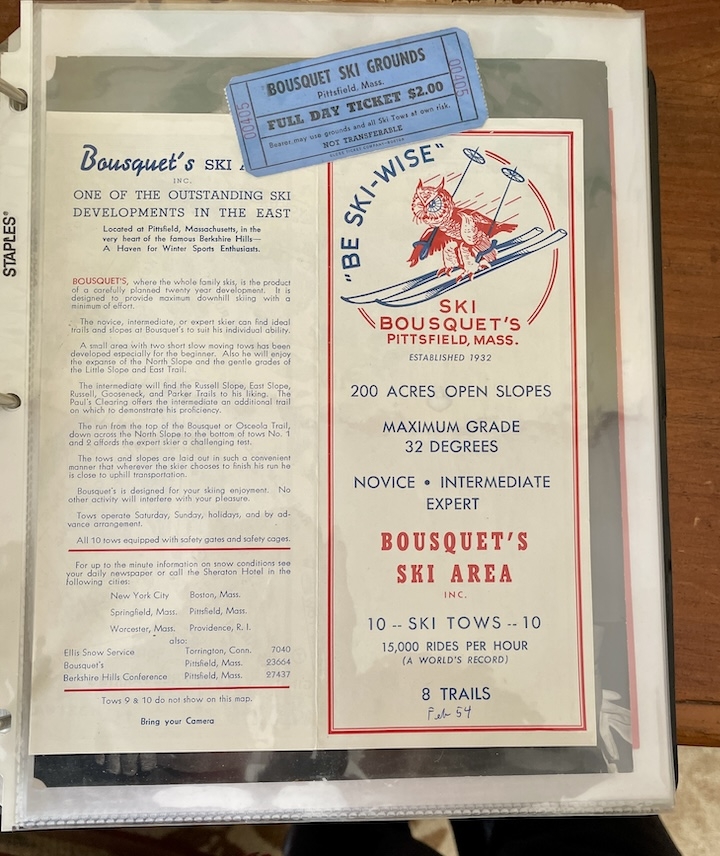 STAPLES®
00405
BOUSQUET SKI GROUNDS
Pittsfield, Mass.
FULL DAY TICKET $2.00
Bearer may use grounds and all Ski Tows at own risk.
NOT TRANSFERABLE
00405
Bousquet's SKI
INC.
ONE OF THE OUTSTANDING SKI
DEVELOPMENTS IN THE EAST
Located at Pittsfield, Massachusetts, in the
very heart of the famous Berkshire Hills—
A Haven for Winter Sports Enthusiasts.
BOUSQUET'S, where the whole family skis, is the product
of a carefully planned twenty year development. It is
designed to provide maximum downhill skiing with a
minimum of effort.
The novice, intermediate, or expert skier can find ideal
trails and slopes at Bousquet's to suit his individual ability.
A small area with two short slow moving tows has been
developed especially for the beginner. Also he will enjoy
the expanse of the North Slope and the gentle grades of
the Little Slope and East Trail.
The intermediate will find the Russell Slope, East Slope,
Russell, Gooseneck, and Parker Trails to his liking. The
Paul's Clearing offers the intermediate an additional trail
on which to demonstrate his proficiency.
The run from the top of the Bousquet or Osceola Trail,
down across the North Slope to the bottom of tows No. 1
and 2 affords the expert skier a challenging test.
The tows and slopes are laid out in such a convenient
manner that wherever the skier chooses to finish his run he
is close to uphill transportation.
Bousquet's is designed for your skiing enjoyment. No
other activity will interfere with your pleasure.
Tows operate Saturday, Sunday, holidays, and by ad-
vance arrangement.
All 10 tows equipped with safety gates and safety cages.
For up to the minute information on snow conditions see
your daily newspaper or call the Sheraton Hotel in the
following cities:
New York City Boston, Mass.
Springfield, Mass. Pittsfield, Mass.
Worcester, Mass. Providence, R. I.
also:
Ellis Snow Service Torrington, Conn. 7040
Bousquet's Pittsfield, Mass. 23664
Berkshire Hills Conference Pittsfield, Mass. 27437
Tows 9 & 10 do not show on this map.
Bring your Camera
"BE SKI-WISE"
SKI
BOUSQUET'S
PITTSFIELD, MASS.
ESTABLISHED 1932
200 ACRES OPEN SLOPES
MAXIMUM GRADE
32 DEGREES
NOVICE • INTERMEDIATE
EXPERT
BOUSQUET'S
SKI AREA
INC.
10 -- SKI TOWS -- 10
15,000 RIDES PER HOUR
(A WORLD'S RECORD)
8 TRAILS
Feb 54